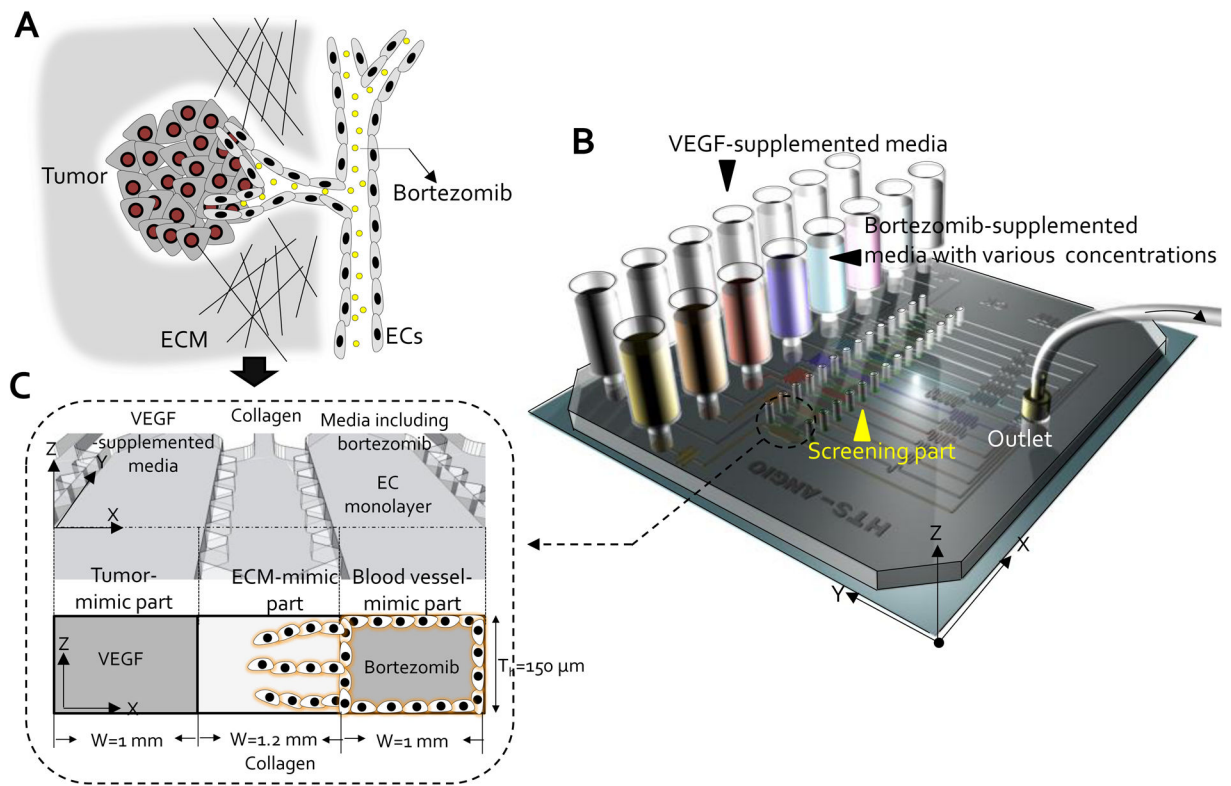 A
Tumor
Bortezomib
ECM
ECs
B
VEGF-supplemented media
Bortezomib-supplemented
media with various concentrations
Screening part
Outlet
HTS-ANGIO
Z
X
Y
C
VEGF
-supplemented
media
Collagen
Media including
bortezomib
EC
monolayer
Z
Y
X
Tumor-
mimic part
ECM-mimic
part
Blood vessel-
mimic part
VEGF
Z
X
Bortezomib
Th=150 μm
W=1 mm
W=1.2 mm
W=1 mm
Collagen